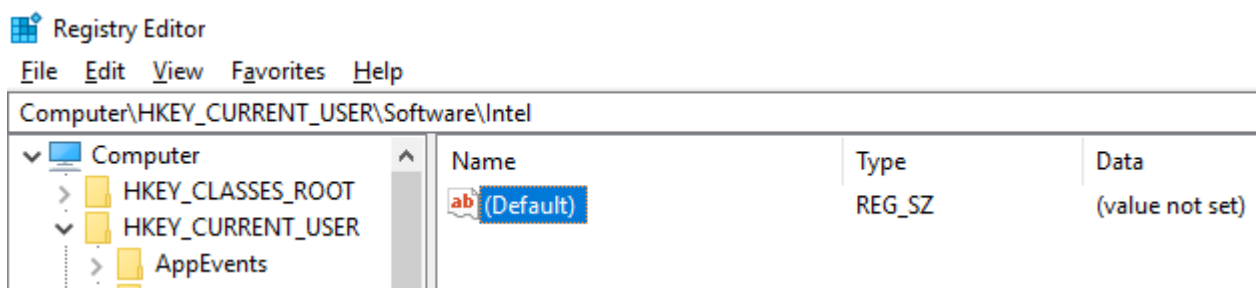 Registry Editor
File Edit View Favorites Help
Computer\HKEY_CURRENT_USER\Software\Intel
Computer
HKEY_CLASSES_ROOT
HKEY_CURRENT_USER
AppEvents
Name Type Data
ab (Default) REG_SZ (value not set)